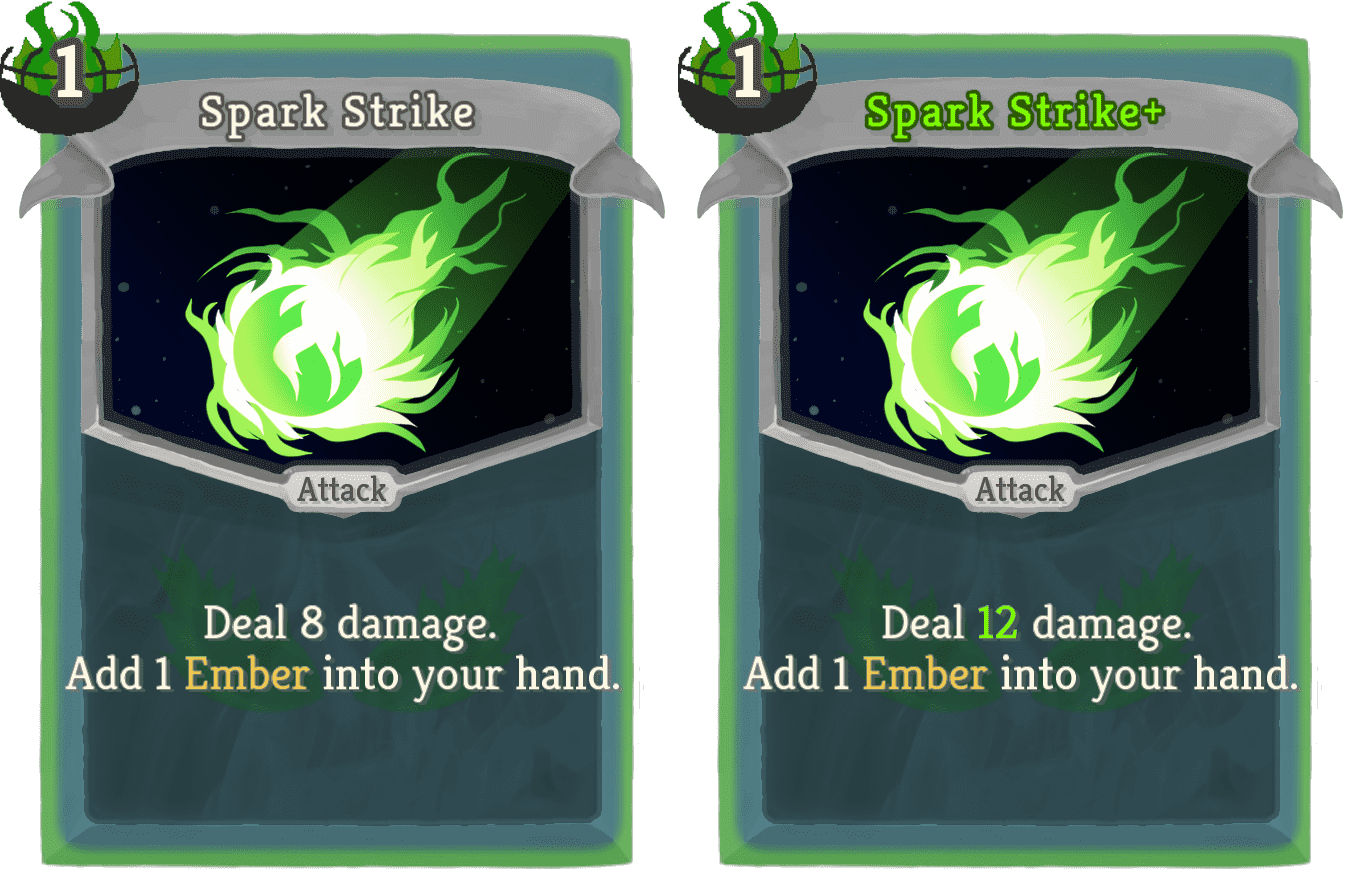 1
Spark Strike
Attack
Deal 8 damage.
Add 1 Ember into your hand.
1
Spark Strike+
Attack
Deal 12 damage.
Add 1 Ember into your hand.